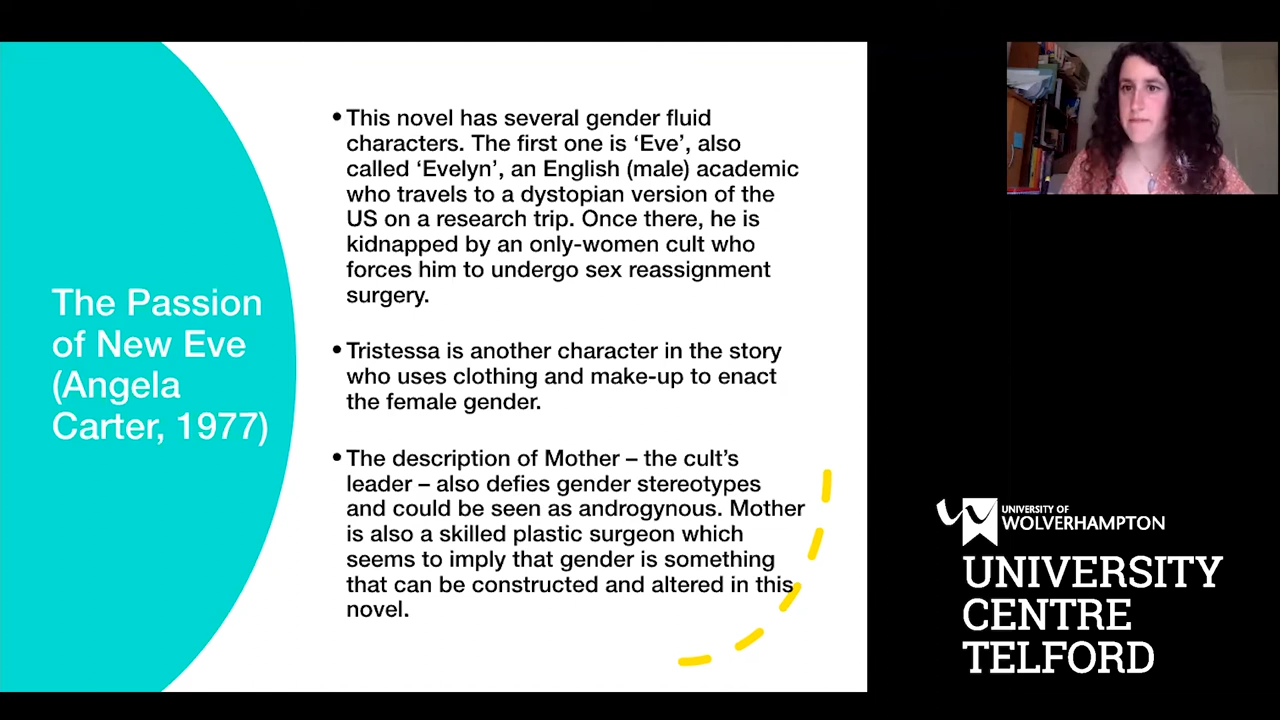 The Passion
of New Eve
(Angela
Carter, 1977)
•This novel has several gender fluid
characters. The first one is ‘Eve’, also
called ‘Evelyn’, an English (male) academic
who travels to a dystopian version of the
US on a research trip. Once there, he is
kidnapped by an only-women cult who
forces him to undergo sex reassignment
surgery.
•Tristessa is another character in the story
who uses clothing and make-up to enact
the female gender.
•The description of Mother – the cult’s
leader – also defies gender stereotypes
and could be seen as androgynous. Mother
is also a skilled plastic surgeon which
seems to imply that gender is something
that can be constructed and altered in this
novel.
UNIVERSITY OF
WOLVERHAMPTON
UNIVERSITY
CENTRE
TELFORD